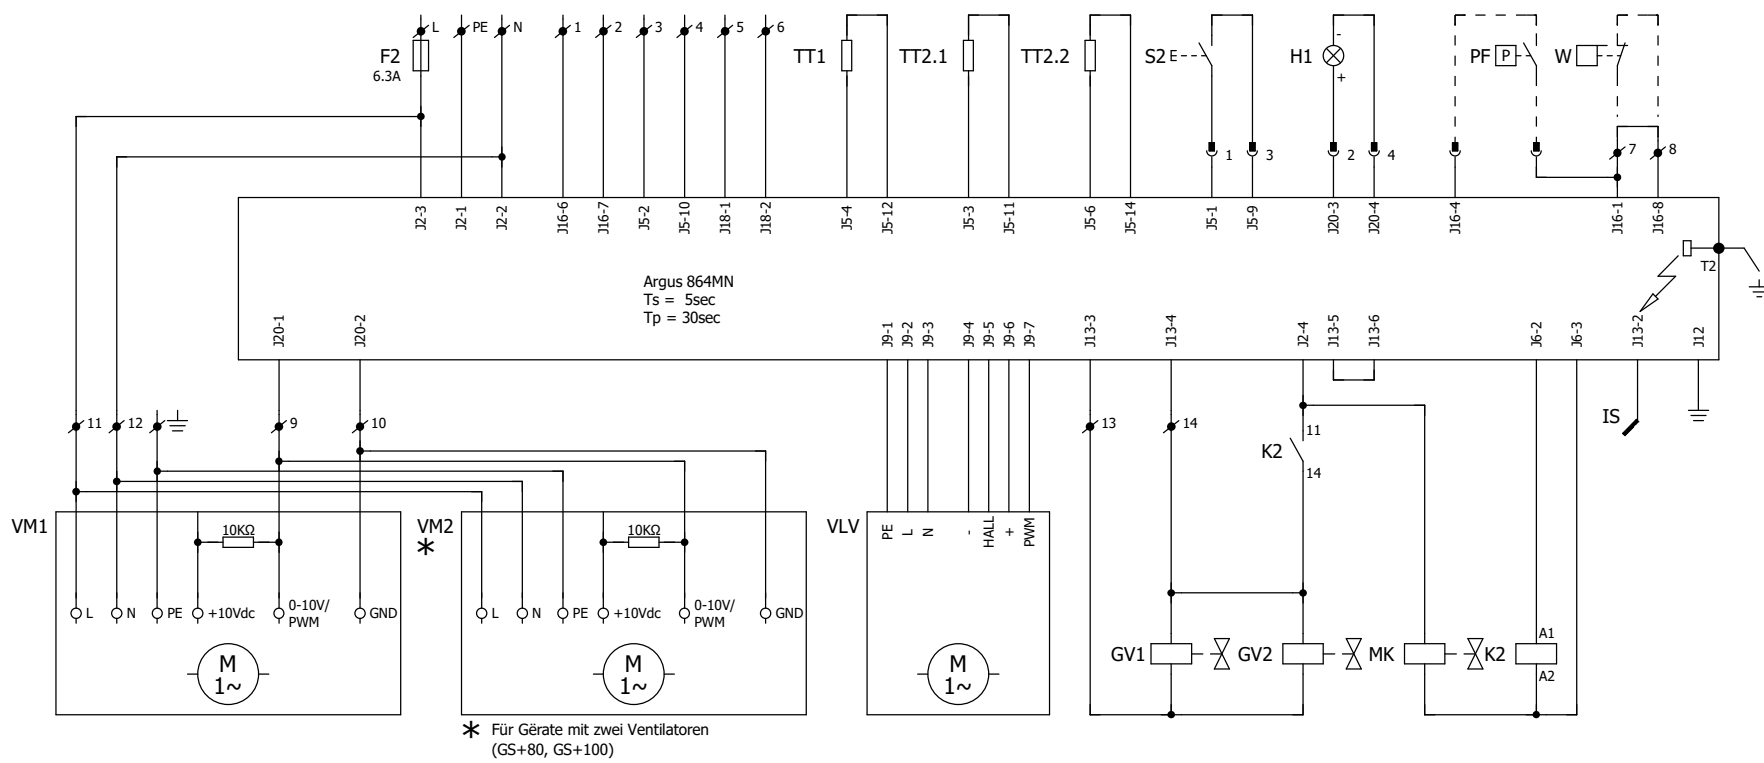 L PE N 1 2 3 4 5 6
F2
6.3A
TT1 TT2.1 TT2.2 S2 E H1 - + PF P W
1 3 2 4 7 8
J2-3 J2-1 J2-2 J16-6 J16-7 J5-2 J5-10 J18-1 J18-2 J5-4 J5-12 J5-3 J5-11 J5-6 J5-14 J5-1 J5-9 J20-3 J20-4 J16-4 J16-1 J16-8
T2
Argus 864MN
Ts = 5sec
Tp = 30sec
J20-1 J20-2 J9-1 J9-2 J9-3 J9-4 J9-5 J9-6 J9-7 J13-3 J13-4 J2-4 J13-5 J13-6 J6-2 J6-3 J13-2 J12
11 12 9 10 13 14
IS
11
K2
14
VM1
10KΩ
L N PE +10Vdc 0-10V/
PWM
GND
M
1~
VM2
*
10KΩ
L N PE +10Vdc 0-10V/
PWM
GND
M
1~
VLV
PE L N - HALL + PWM
M
1~
GV1 GV2 MK K2
A1
A2
* Für Gërate mit zwei Ventilatoren
(GS+80, GS+100)